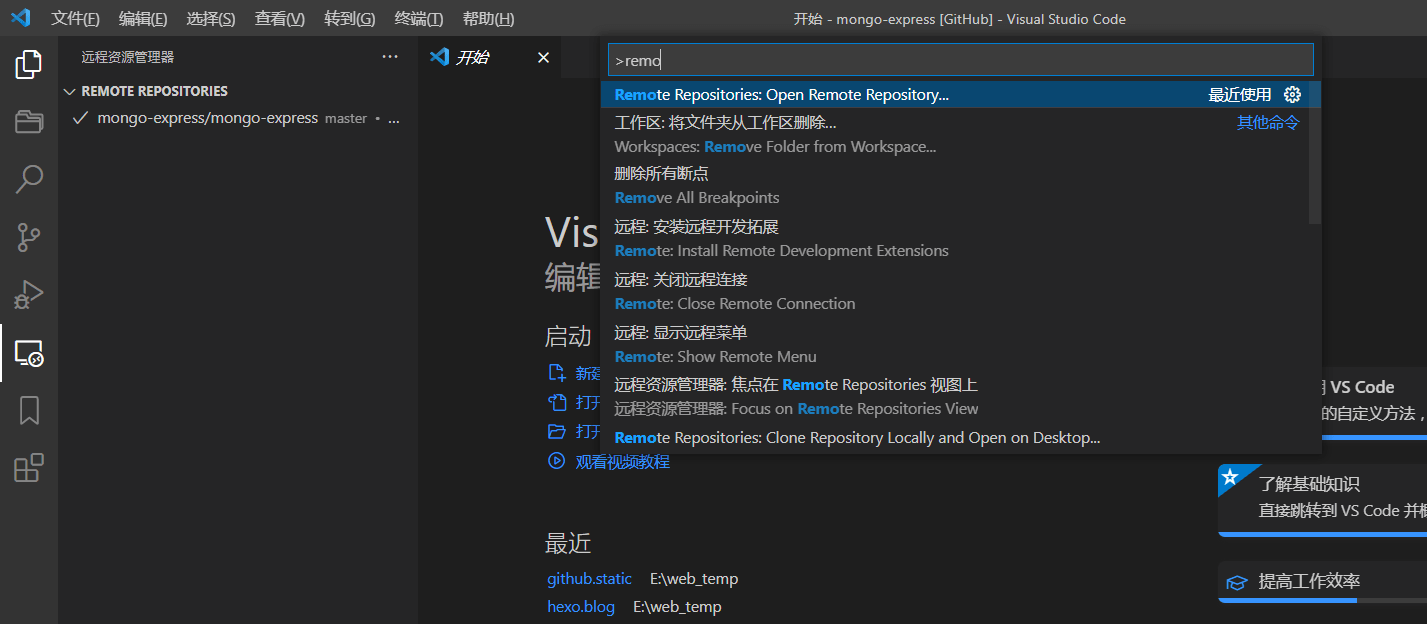 文件(F) 编辑(E) 选择(S) 查看(V) 转到(G) 终端(T) 帮助(H) 开始 - mongo-express [GitHub] - Visual Studio Code
远程资源管理器 ...
开始
>remo
REMOTE REPOSITORIES
mongo-express/mongo-express master • ...
Remote Repositories: Open Remote Repository... 最近使用
工作区: 将文件夹从工作区删除... 其他命令
Workspaces: Remove Folder from Workspace...
删除所有断点
Remove All Breakpoints
远程: 安装远程开发拓展
Remote: Install Remote Development Extensions
远程: 关闭远程连接
Remote: Close Remote Connection
远程: 显示远程菜单
Remote: Show Remote Menu
远程资源管理器: 焦点在 Remote Repositories 视图上
远程资源管理器: Focus on Remote Repositories View
Remote Repositories: Clone Repository Locally and Open on Desktop...
Vis
编辑
启动
新建
打开
打开
观看视频教程
最近
github.static E:\web_temp
hexo.blog E:\web_temp
VS Code
的自定义方法，
了解基础知识
直接跳转到 VS Code 并概
提高工作效率